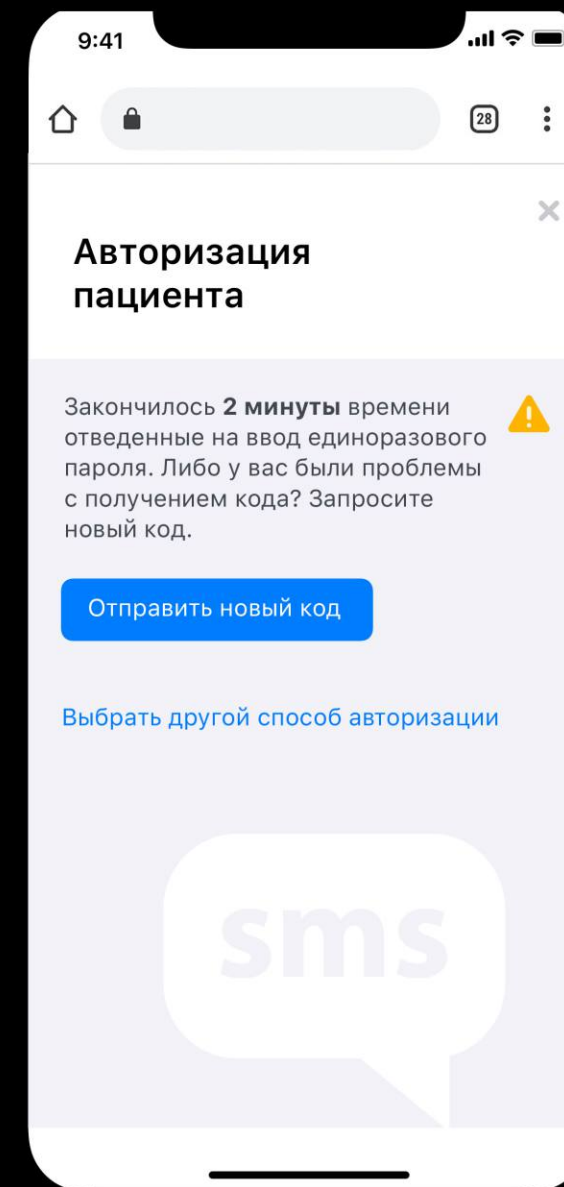 9:41
28
Авторизация
пациента
Закончилось 2 минуты времени
отведенные на ввод единоразового
пароля. Либо у вас были проблемы
с получением кода? Запросите
новый код.
Отправить новый код
Выбрать другой способ авторизации
sms